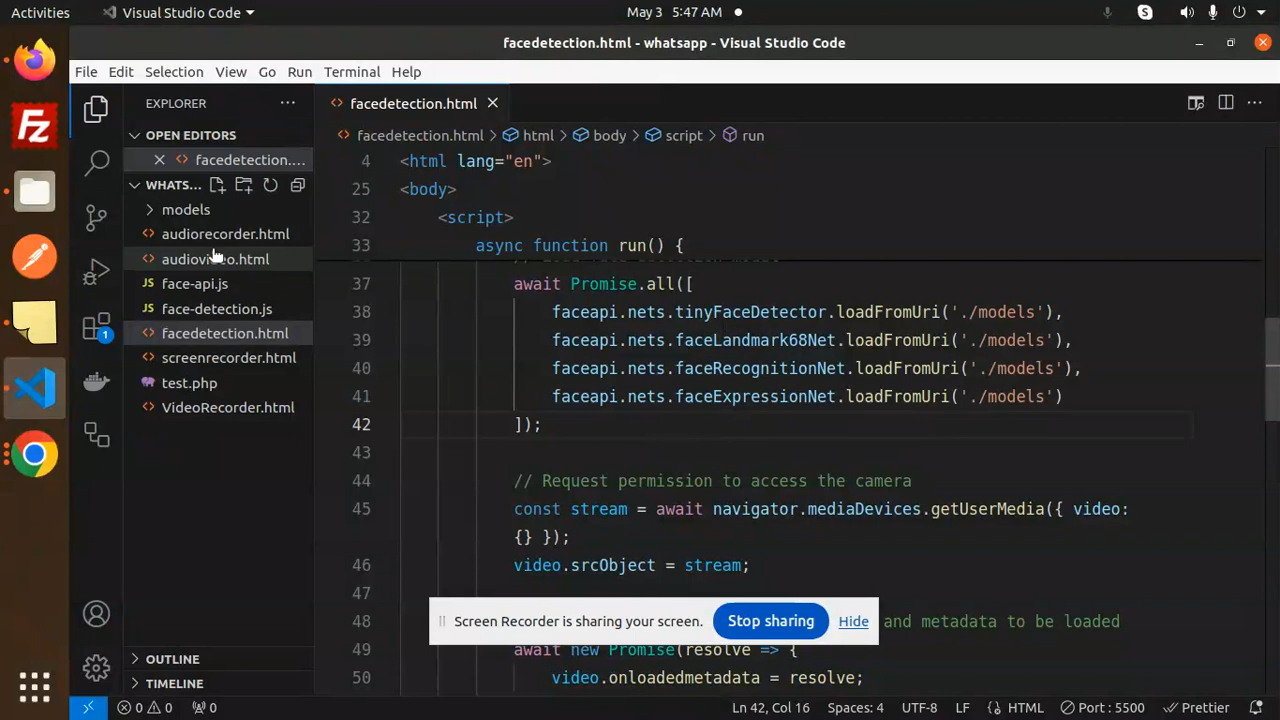 Activities
Visual Studio Code
May 3 5:47 AM
facedetection.html - whatsapp - Visual Studio Code
File Edit Selection View Go Run Terminal Help
EXPLORER
OPEN EDITORS
facedetection....
WHATS...
models
audiorecorder.html
JS face-api.js
JS face-detection.js
facedetection.html
screenrecorder.html
test.php
VideoRecorder.html
OUTLINE
TIMELINE
1
facedetection.html
facedetection.html > html > body > script > run
4 <html lang="en">
25 <body>
32 <script>
33 async function run() {
37 await Promise.all([
38 faceapi.nets.tinyFaceDetector.loadFromUri('./models'),
39 faceapi.nets.faceLandmark68Net.loadFromUri('./models'),
40 faceapi.nets.faceRecognitionNet.loadFromUri('./models'),
41 faceapi.nets.faceExpressionNet.loadFromUri('./models')
42 ]);
43
44 // Request permission to access the camera
45 const stream = await navigator.mediaDevices.getUserMedia({ video:
{} });
46 video.srcObject = stream;
47
48 and metadata to be loaded
49 await new Promise(resolve => {
50 video.onloadedmetadata = resolve;
Screen Recorder is sharing your screen. Stop sharing Hide
0 0 0 Ln 42, Col 16 Spaces: 4 UTF-8 LF {} HTML Port : 5500 Prettier